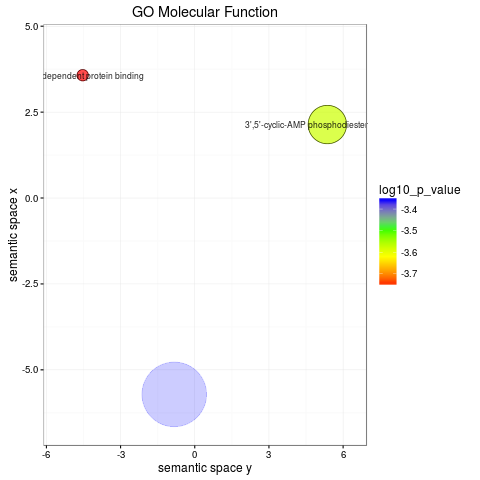 GO Molecular Function
5.0
dependent protein binding
2.5
3',5'-cyclic-AMP phosphodiester
0.0
-2.5
-5.0
-6
-3
0
3
6
semantic space y
semantic space x
log10_p_value
-3.4
-3.5
-3.6
-3.7